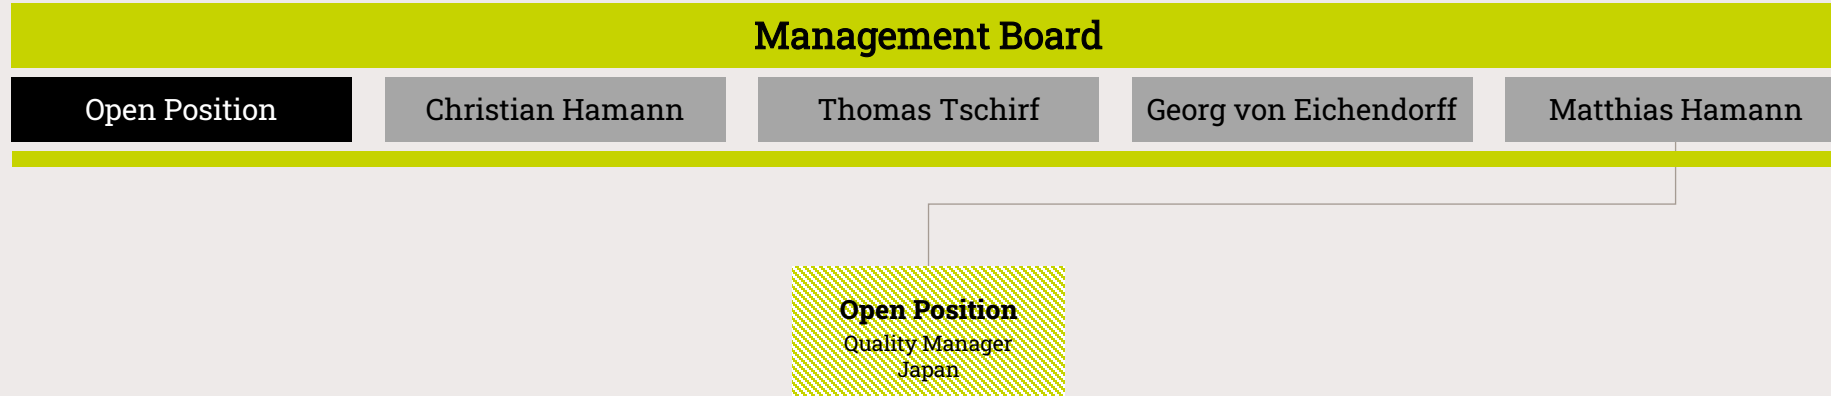 Management Board
Open Position
Christian Hamann
Thomas Tschirf
Georg von Eichendorff
Matthias Hamann
Open Position
Quality Manager
Japan